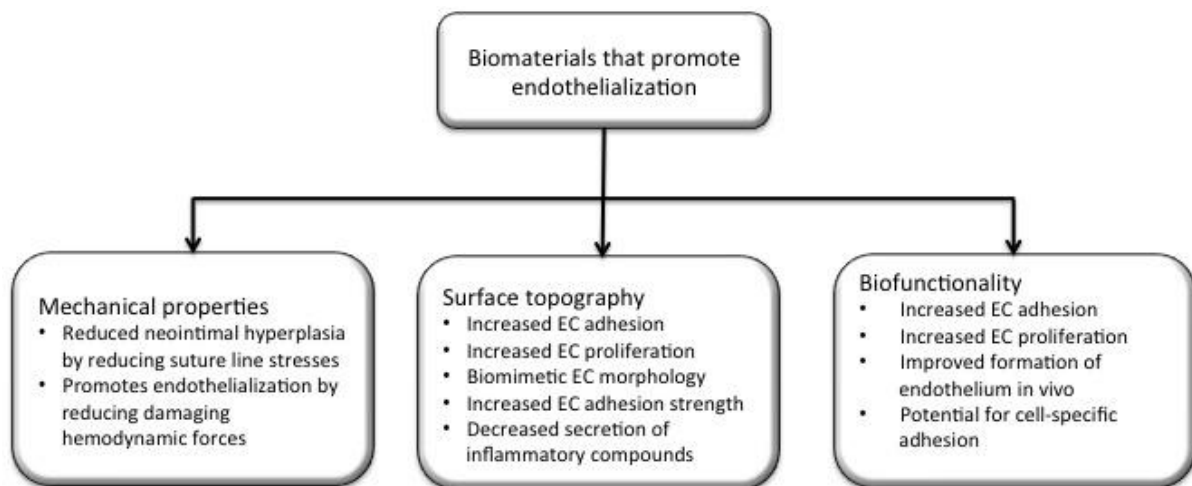 Biomaterials that promote
endothelialization
Mechanical properties
• Reduced neointimal hyperplasia
by reducing suture line stresses
• Promotes endothelialization by
reducing damaging
hemodynamic forces
Surface topography
• Increased EC adhesion
• Increased EC proliferation
• Biomimetic EC morphology
• Increased EC adhesion strength
• Decreased secretion of
inflammatory compounds
Biofunctionality
• Increased EC adhesion
• Increased EC proliferation
• Improved formation of
endothelium in vivo
• Potential for cell-specific
adhesion